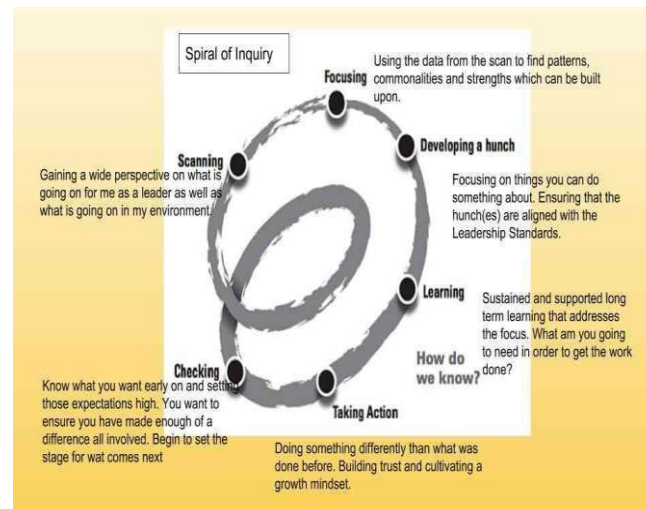 Spiral of Inquiry
Focusing
Using the data from the scan to find patterns,
commonalities and strengths which can be built
upon.
Developing a hunch
Focusing on things you can do
something about. Ensuring that the
hunch(es) are aligned with the
Leadership Standards.
Scanning
Gaining a wide perspective on what is
going on for me as a leader as well as
what is going on in my environment.
Learning
Sustained and supported long
term learning that addresses
the focus. What am you going
to need in order to get the work
done?
How do
we know?
Taking Action
Doing something differently than what was
done before. Building trust and cultivating a
growth mindset.
Checking
Know what you want early on and setting
those expectations high. You want to
ensure you have made enough of a
difference all involved. Begin to set the
stage for wat comes next